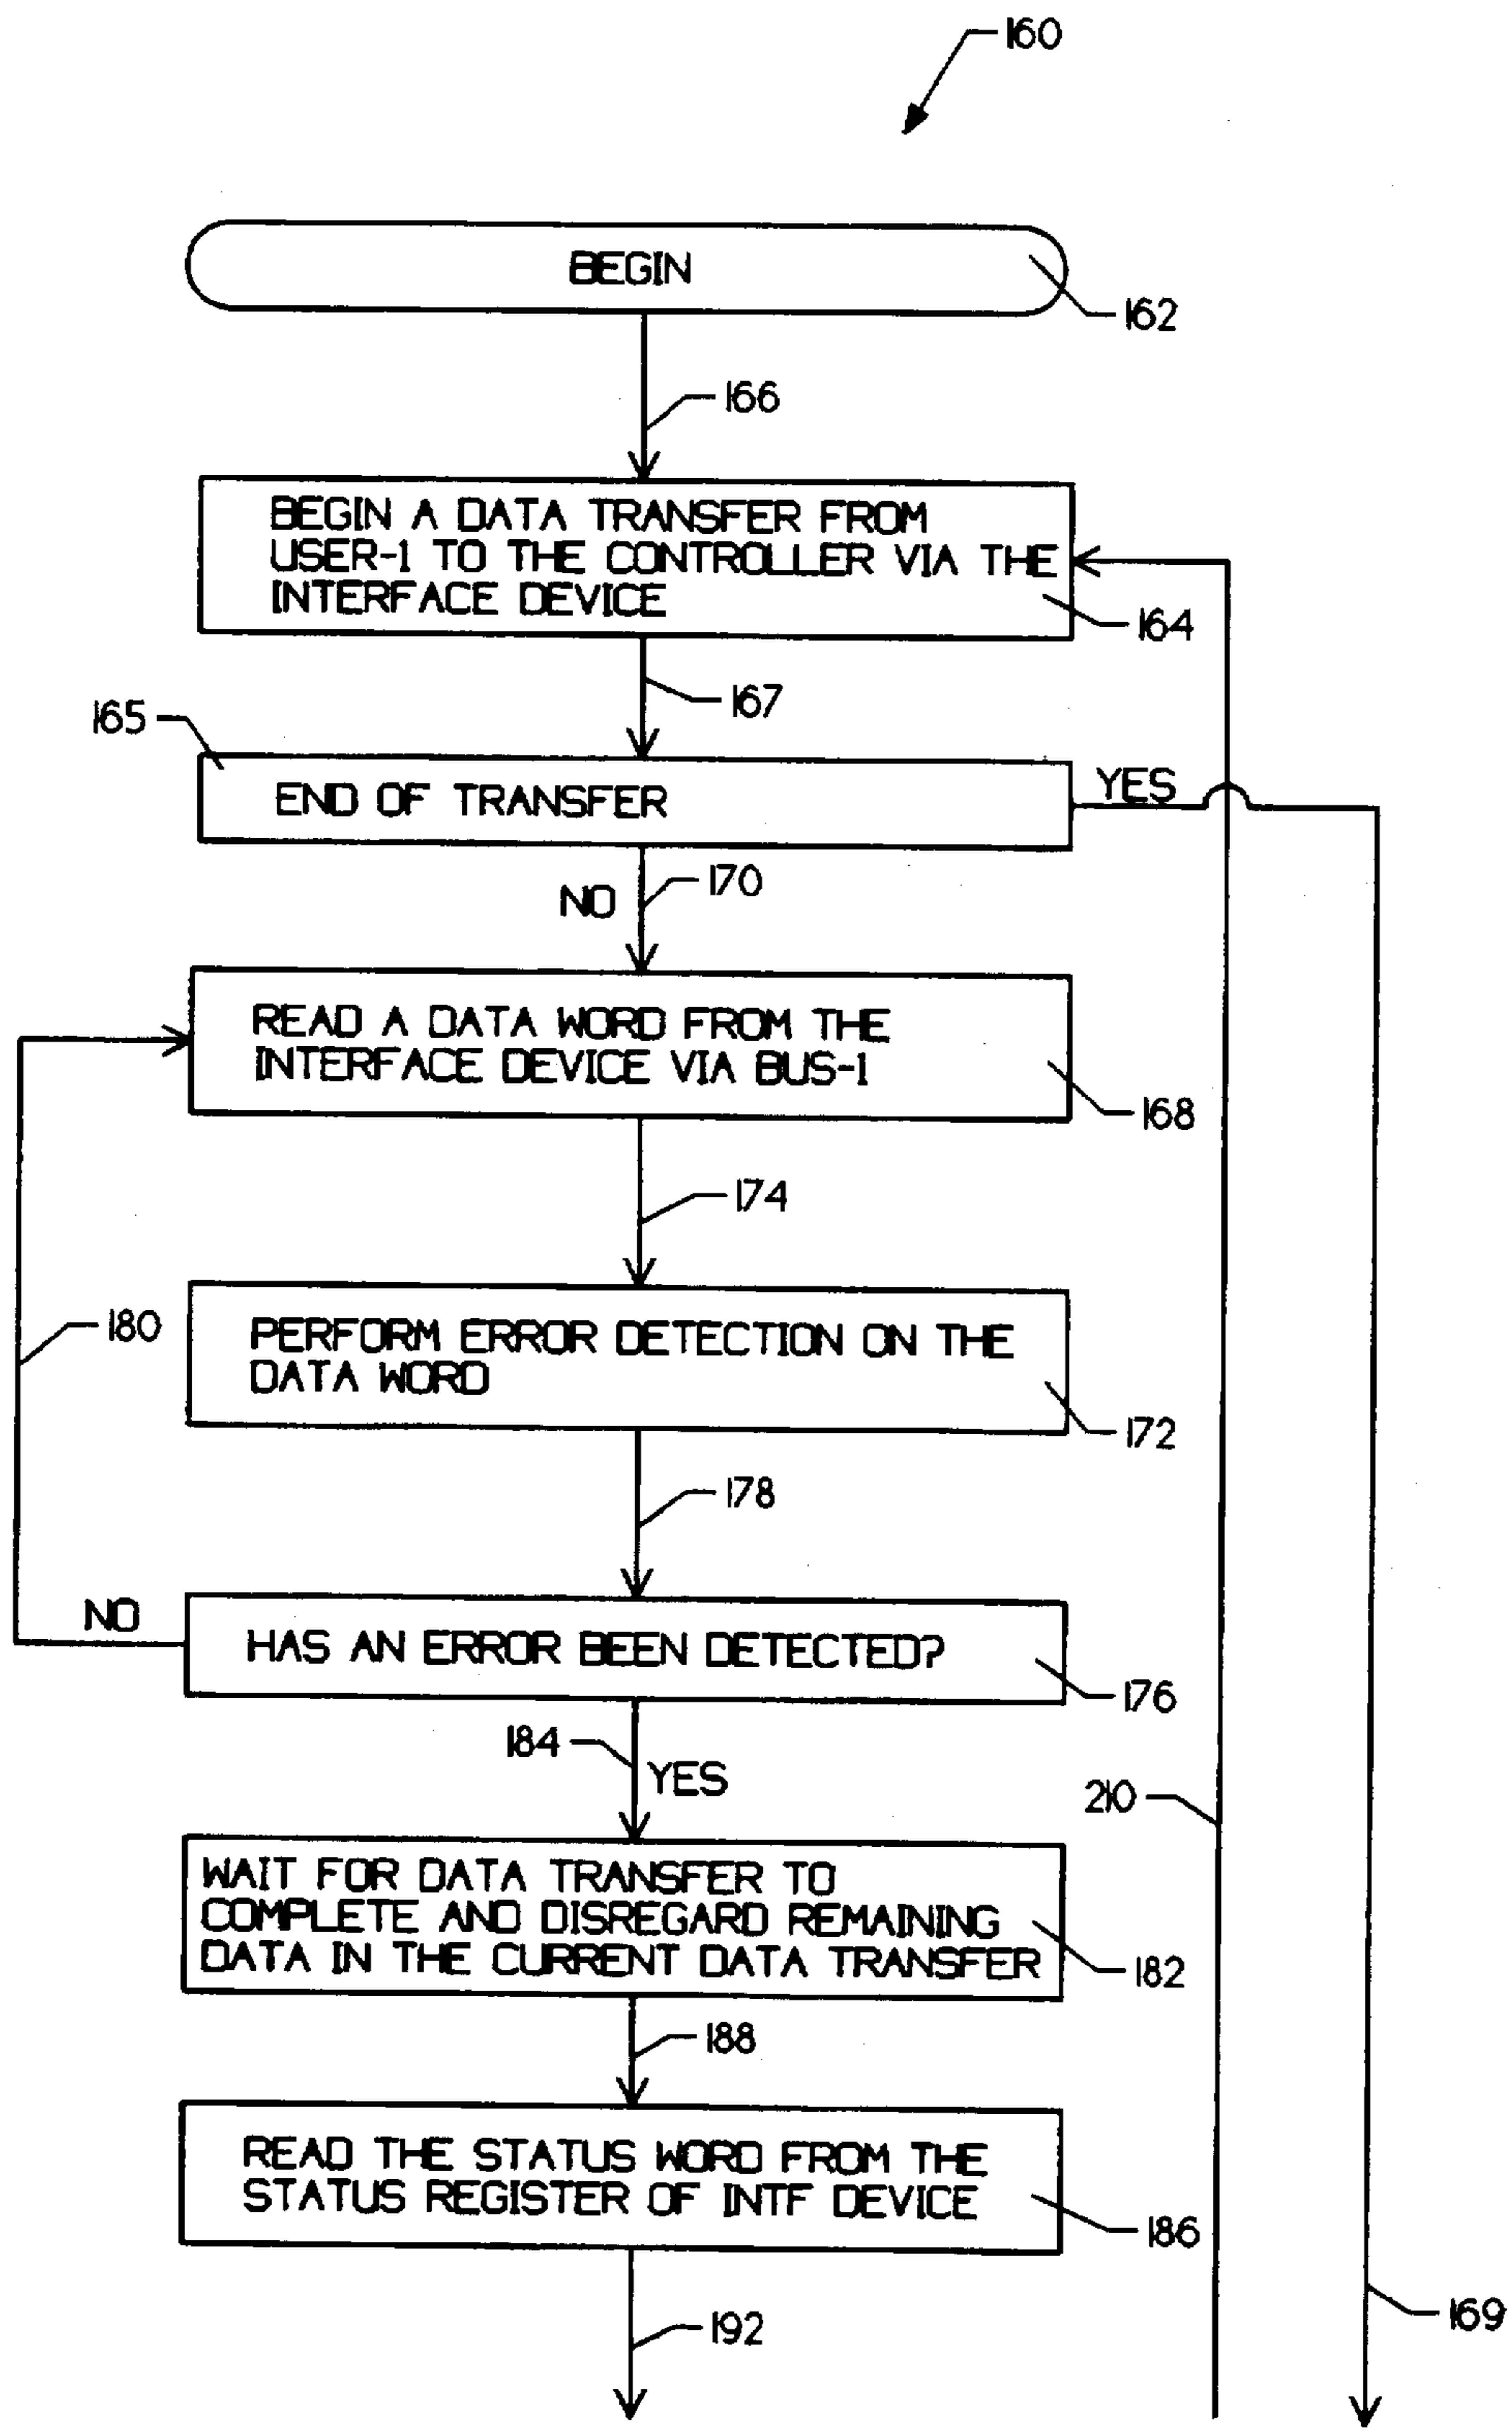 160
BEGIN
162
166
BEGIN A DATA TRANSFER FROM
USER-1 TO THE CONTROLLER VIA THE
INTERFACE DEVICE
164
167
165
END OF TRANSFER
YES
NO
170
READ A DATA WORD FROM THE
INTERFACE DEVICE VIA BUS-1
168
174
180
PERFORM ERROR DETECTION ON THE
DATA WORD
172
178
NO
HAS AN ERROR BEEN DETECTED?
176
184
YES
210
WAIT FOR DATA TRANSFER TO
COMPLETE AND DISREGARD REMAINING
DATA IN THE CURRENT DATA TRANSFER
182
188
READ THE STATUS WORD FROM THE
STATUS REGISTER OF INTF DEVICE
186
169
192